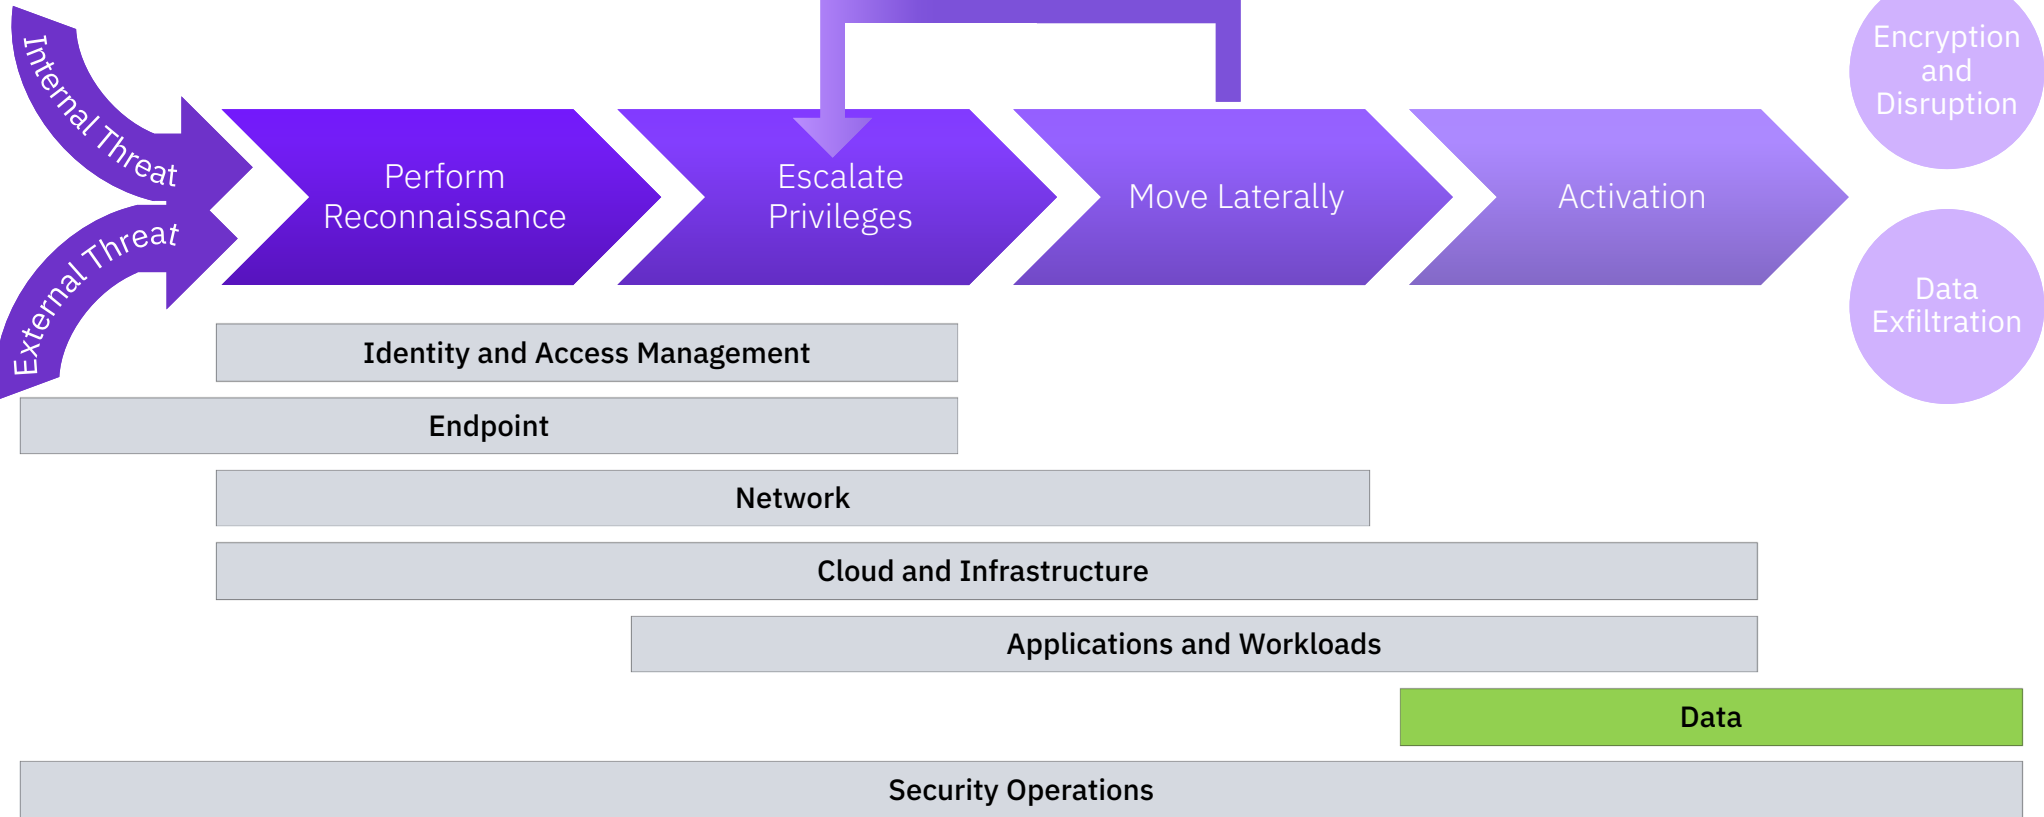 Internal Threat
External Threat
Perform
Reconnaissance
Escalate
Privileges
Move Laterally
Activation
Encryption
and
Disruption
Data
Exfiltration
Identity and Access Management
Endpoint
Network
Cloud and Infrastructure
Applications and Workloads
Data
Security Operations